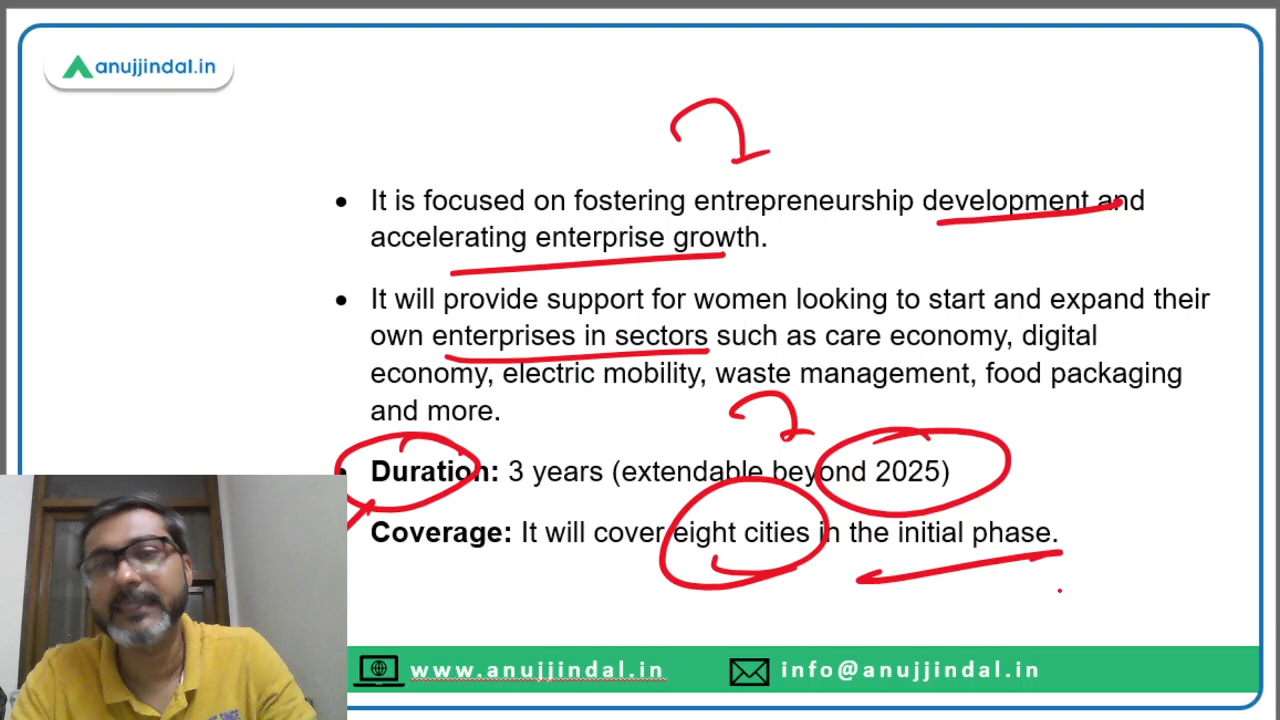 anujjindal.in
It is focused on fostering entrepreneurship development and
accelerating enterprise growth.
It will provide support for women looking to start and expand their
own enterprises in sectors such as care economy, digital
economy, electric mobility, waste management, food packaging
and more.
Duration: 3 years (extendable beyond 2025)
Coverage: It will cover eight cities in the initial phase.
www.anujjindal.in
info@anujjindal.in